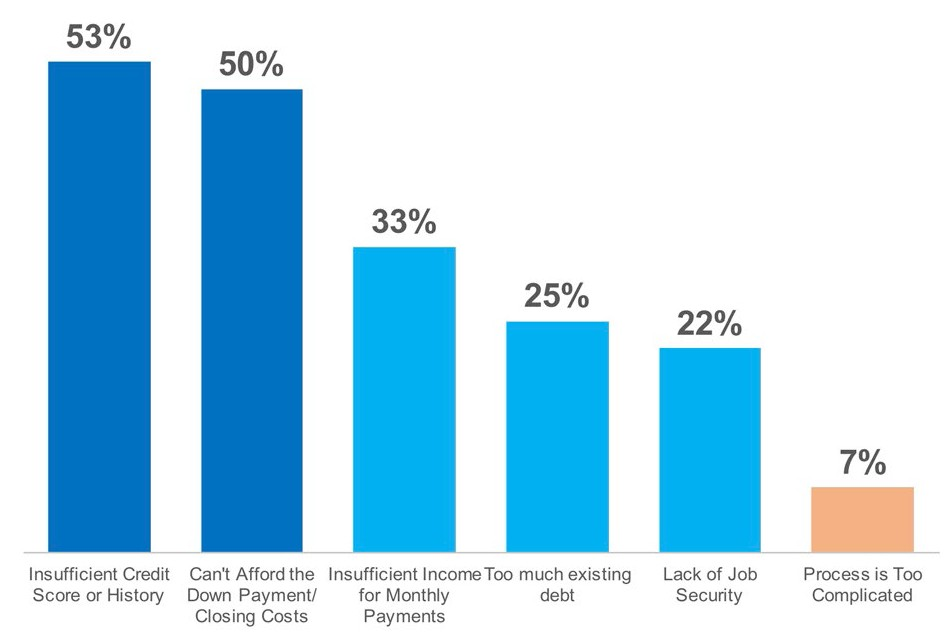 53%
50%
33%
25%
22%
7%
Insufficient Credit
Score or History
Can't Afford the
Down Payment/
Closing Costs
Insufficient Income
for Monthly
Payments
Too much existing
debt
Lack of Job
Security
Process is Too
Complicated